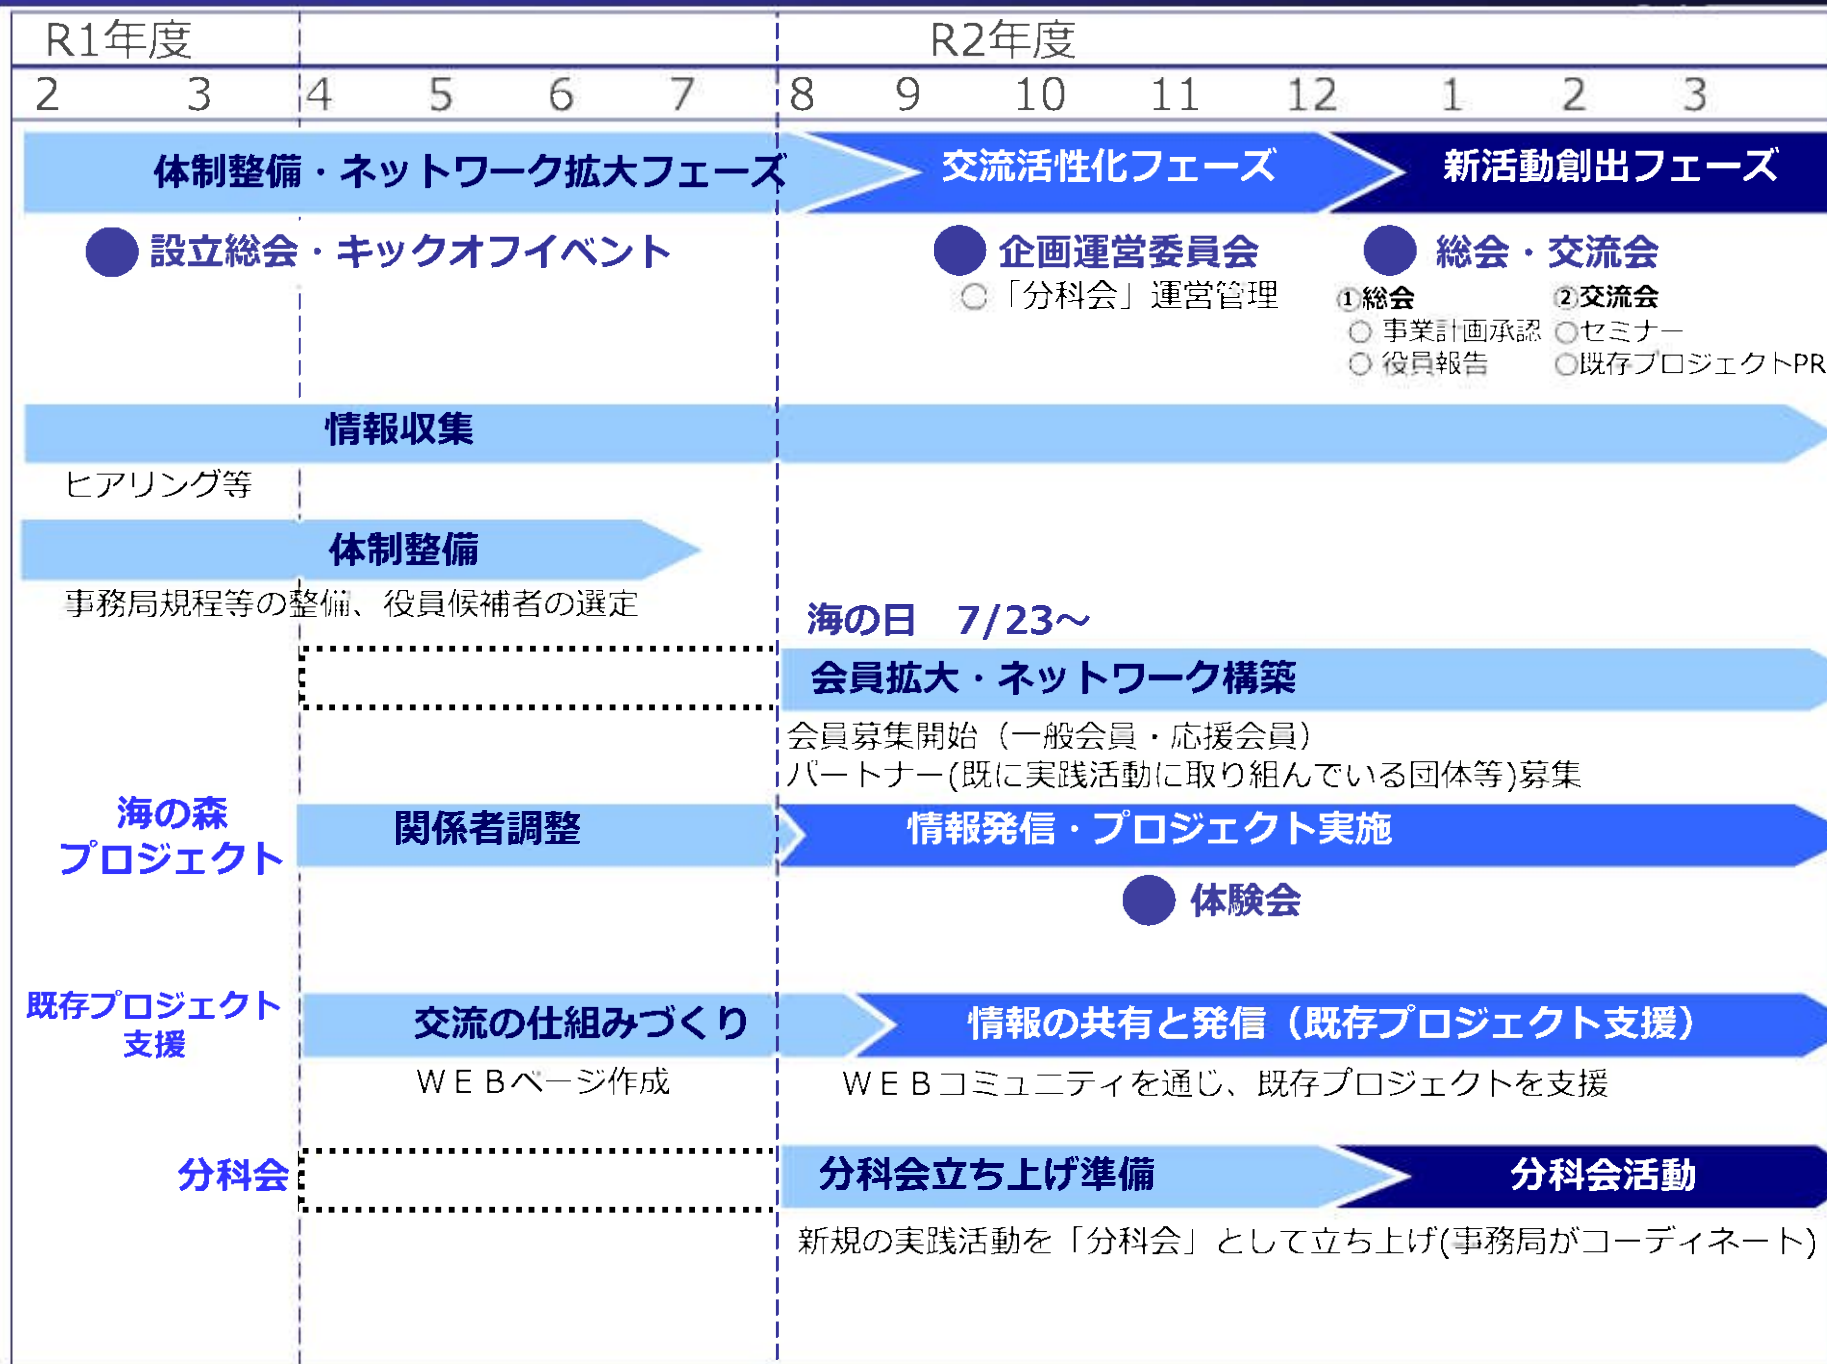 R1年度 R2年度
2 3 4 5 6 7 8 9 10 11 12 1 2 3
体制整備・ネットワーク拡大フェーズ 交流活性化フェーズ 新活動創出フェーズ
設立総会・キックオフイベント 企画運営委員会 総会・交流会
○「分科会」運営管理 ①総会 ②交流会
○ 事業計画承認 ○セミナー
○ 役員報告 ○既存プロジェクトPR
情報収集
ヒアリング等
体制整備
事務局規程等の整備、役員候補者の選定
海の日 7/23～
会員拡大・ネットワーク構築
会員募集開始（一般会員・応援会員）
パートナー(既に実践活動に取り組んでいる団体等)募集
海の森
プロジェクト
関係者調整 情報発信・プロジェクト実施
体験会
既存プロジェクト
支援
交流の仕組みづくり 情報の共有と発信（既存プロジェクト支援）
ＷＥＢページ作成 ＷＥＢコミュニティを通じ、既存プロジェクトを支援
分科会 分科会立ち上げ準備 分科会活動
新規の実践活動を「分科会」として立ち上げ(事務局がコーディネート)